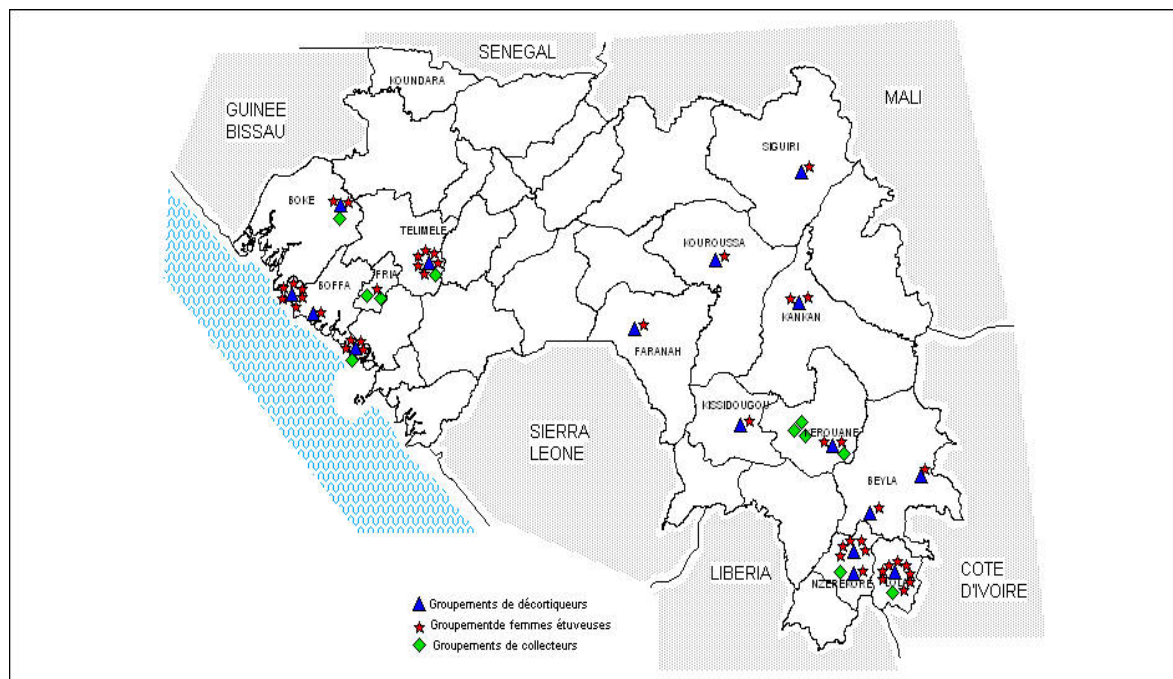 SENEGAL
KOUNDARA
MALI
GUINEE
BISSAU
SIGUIRI
BOKE
TELIMELE
KOUROUSSA
BOFFA
FRIA
KANKAN
FARANAH
KISSIDOUGOU
SIERRA
LEONE
KEROUANE
BEYLA
LIBERIA
NZEREKORE
COTE
D'IVOIRE
Groupements de décortiqueurs
Groupementde femmes étuveuses
Groupements de collecteurs